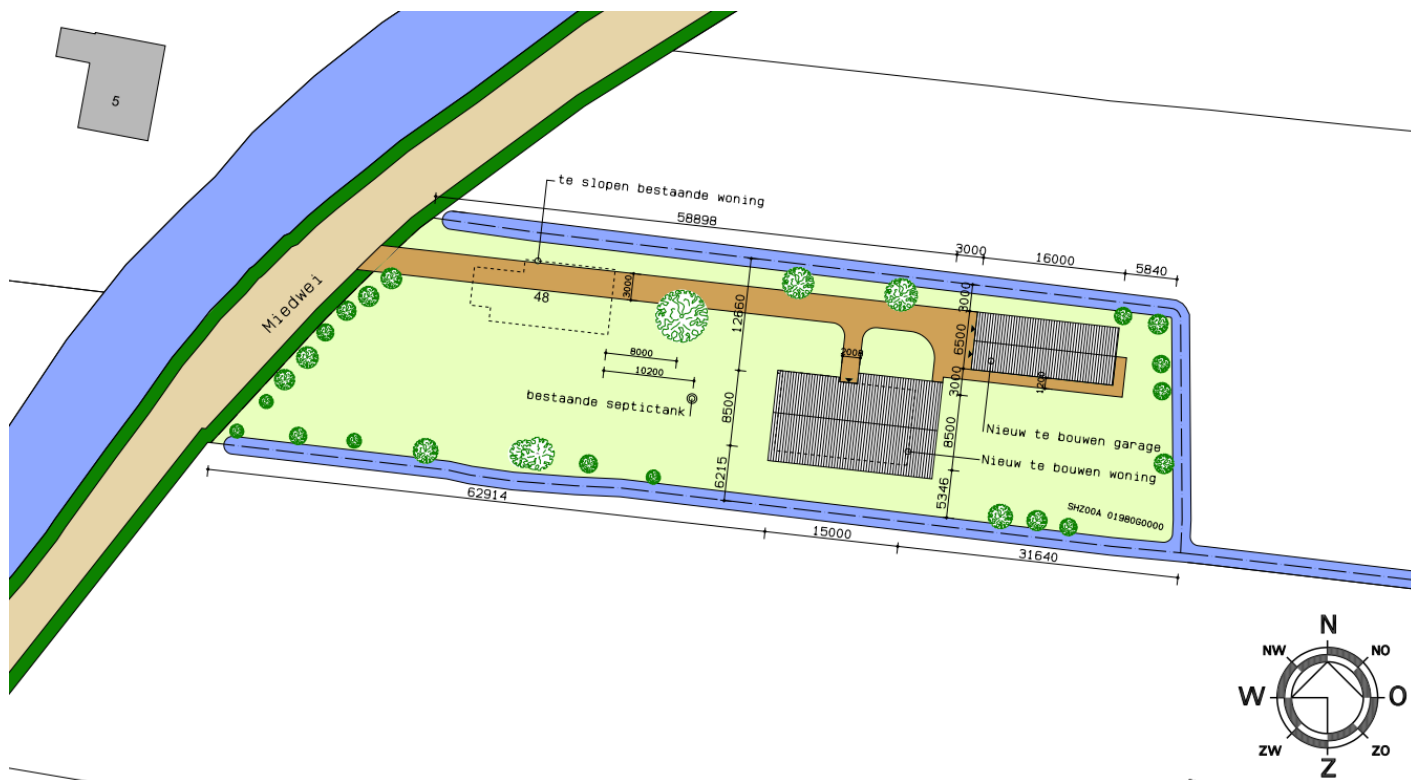 5
te slopen bestaande woning
58898
3000
16000
5840
Miedwei
48
3000
12660
3000
6500
8000
10200
2008
3000
1200
bestaande septictank
8500
8500
Nieuw te bouwen garage
Nieuw te bouwen woning
6215
5346
62914
SHZ00A 01980G0000
15000
31640
N
NW
NO
W
O
ZW
ZO
Z